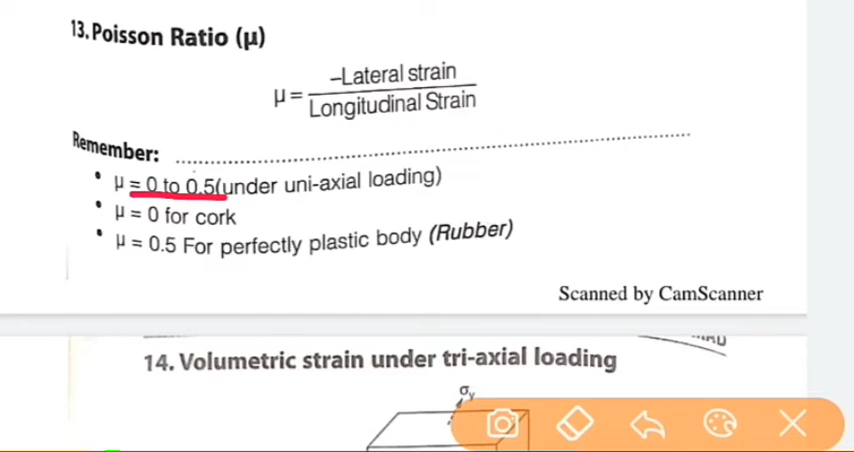 13. Poisson Ratio (μ)
μ = –Lateral strain
Longitudinal Strain
Remember:
• μ = 0 to 0.5(under uni-axial loading)
• μ = 0 for cork
• μ = 0.5 For perfectly plastic body (Rubber)
Scanned by CamScanner
14. Volumetric strain under tri-axial loading
σy